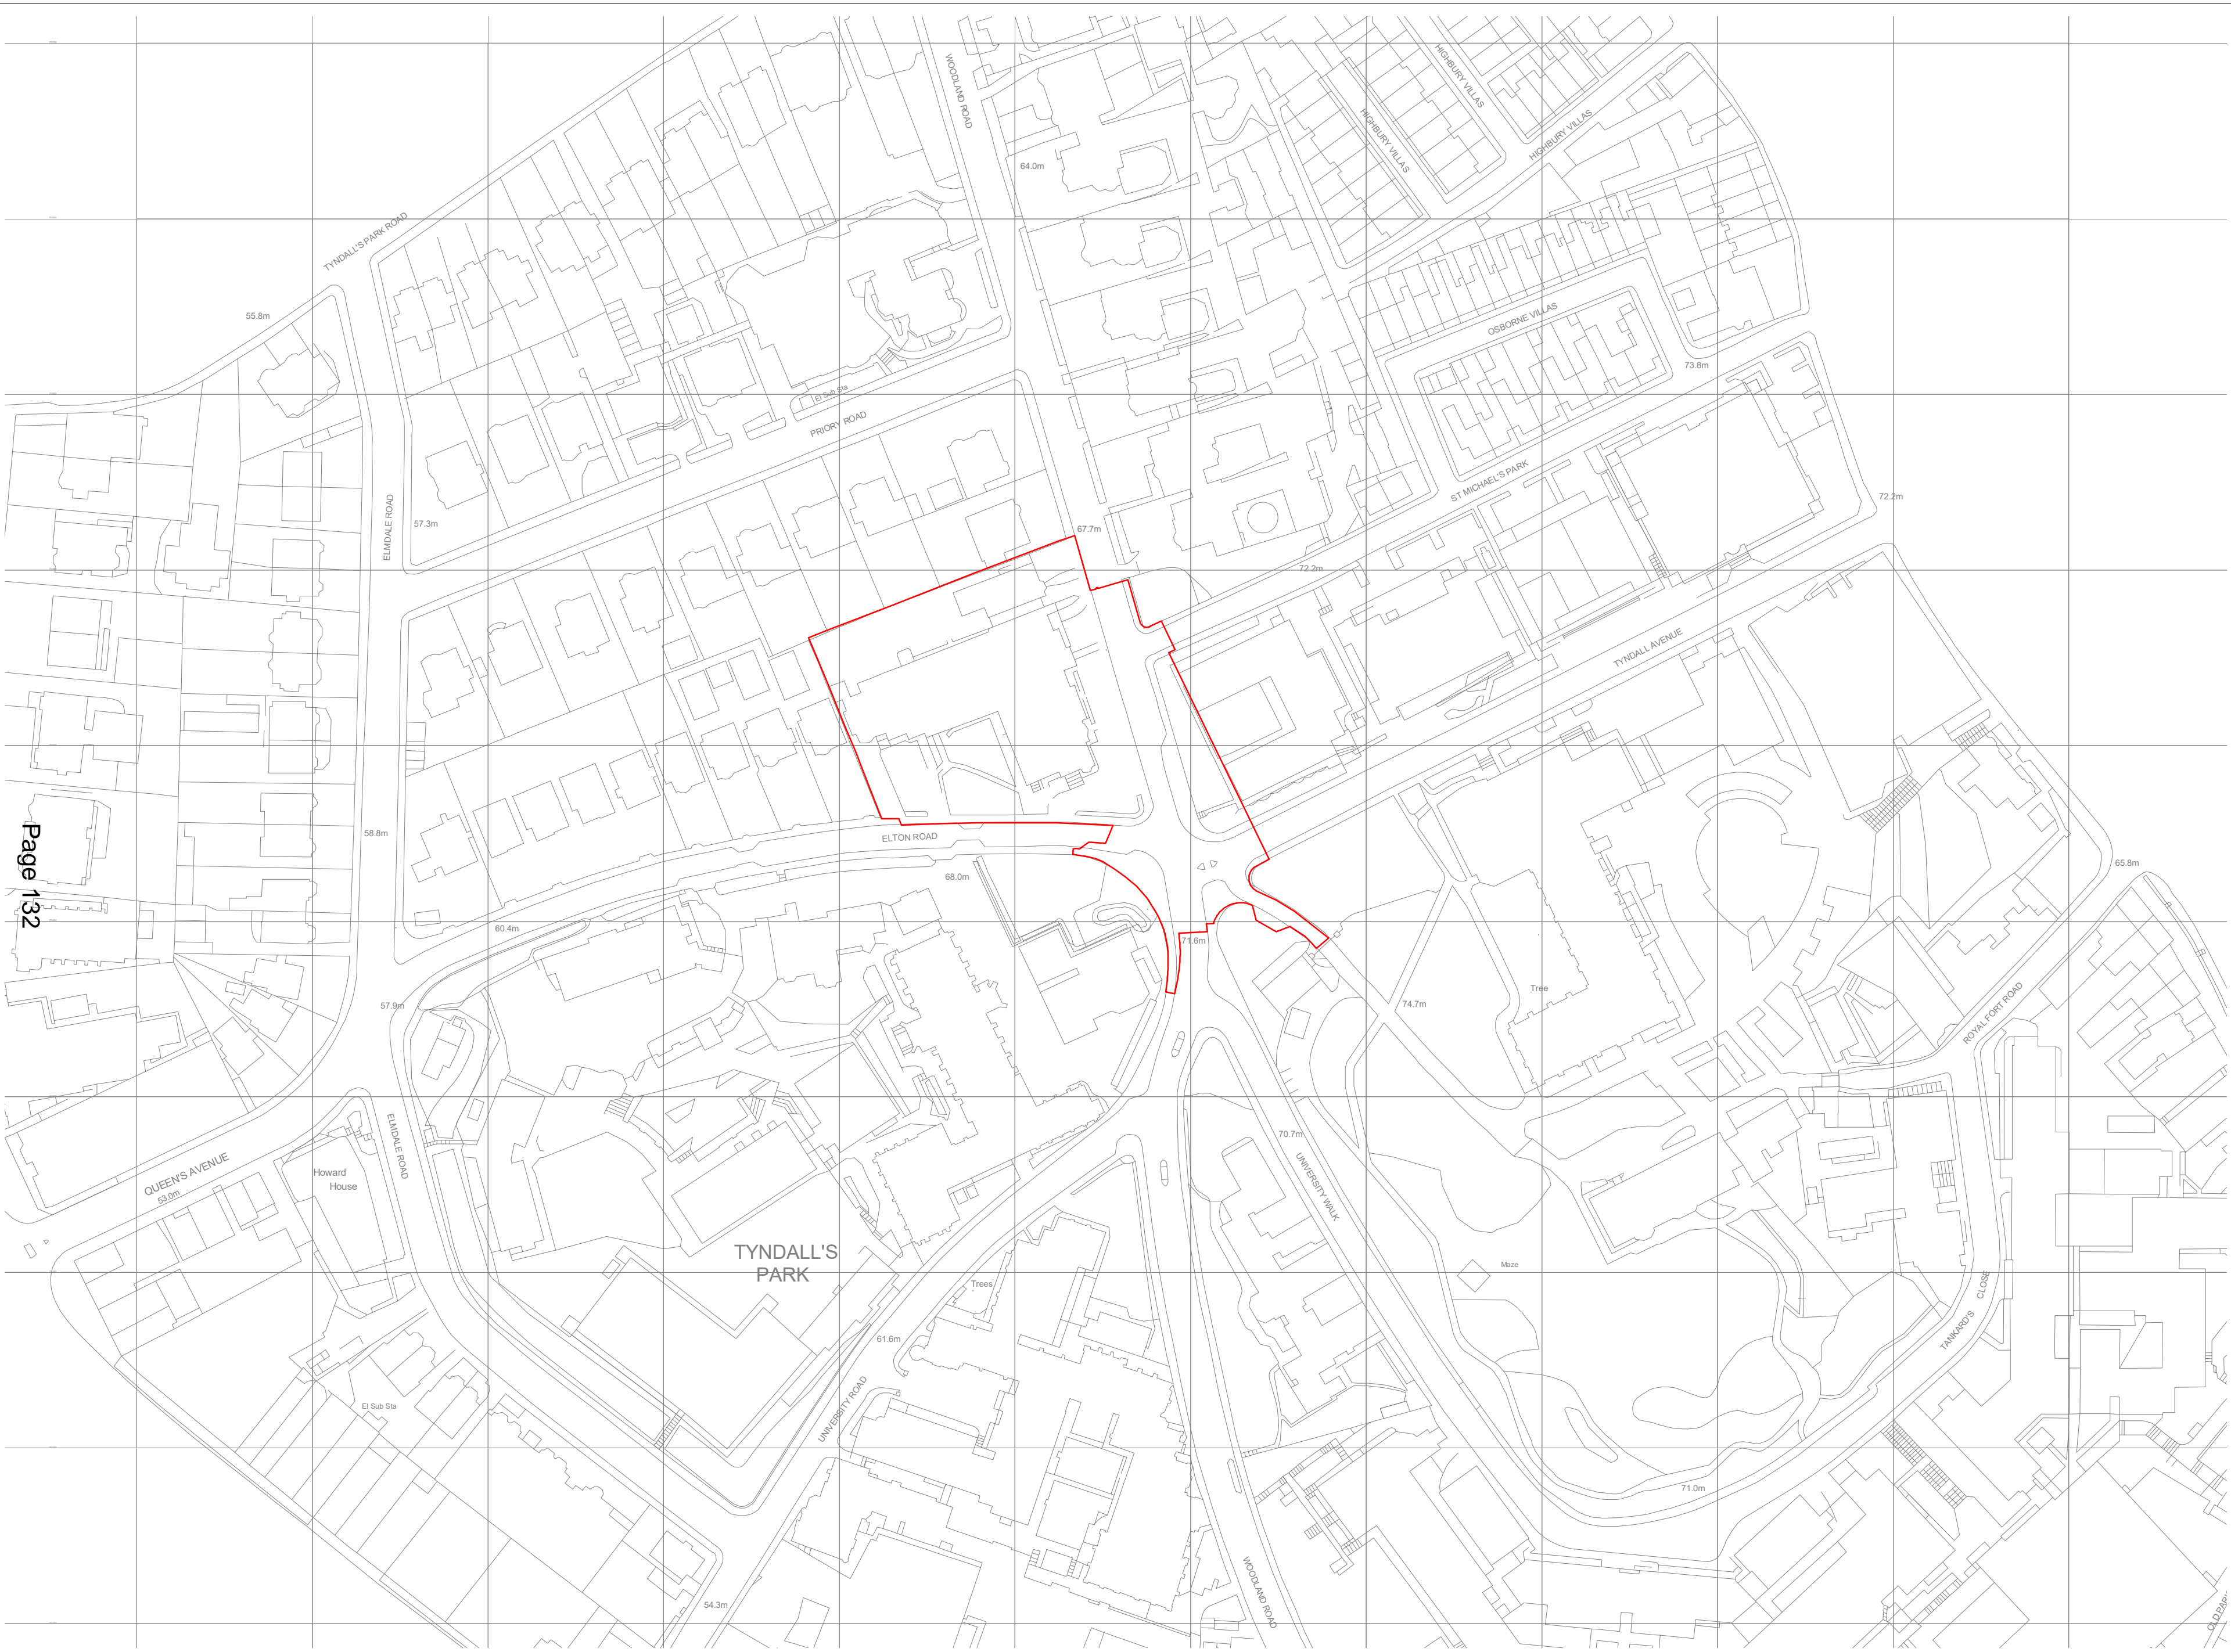 WOODLAND ROAD
HIGHBURY VILLAS
HIGHBURY VILLAS
HIGHBURY VILLAS
64.0m
TYNDALL'S PARK ROAD
55.8m
OSBORNE VILLAS
73.8m
El Sub Sta
PRIORY ROAD
ST MICHAEL'S PARK
72.2m
ELMDALE ROAD
57.3m
67.7m
72.2m
TYNDALL AVENUE
58.8m
ELTON ROAD
Page 132
68.0m
65.8m
60.4m
71.6m
57.9m
74.7m
Tree
ROYAL FORT ROAD
ELMDALE ROAD
70.7m
UNIVERSITY WALK
QUEEN'S AVENUE
53.0m
Howard
House
TYNDALL'S
PARK
Trees
Maze
TANKARD'S CLOSE
61.6m
UNIVERSITY ROAD
El Sub Sta
71.0m
WOODLAND ROAD
54.3m